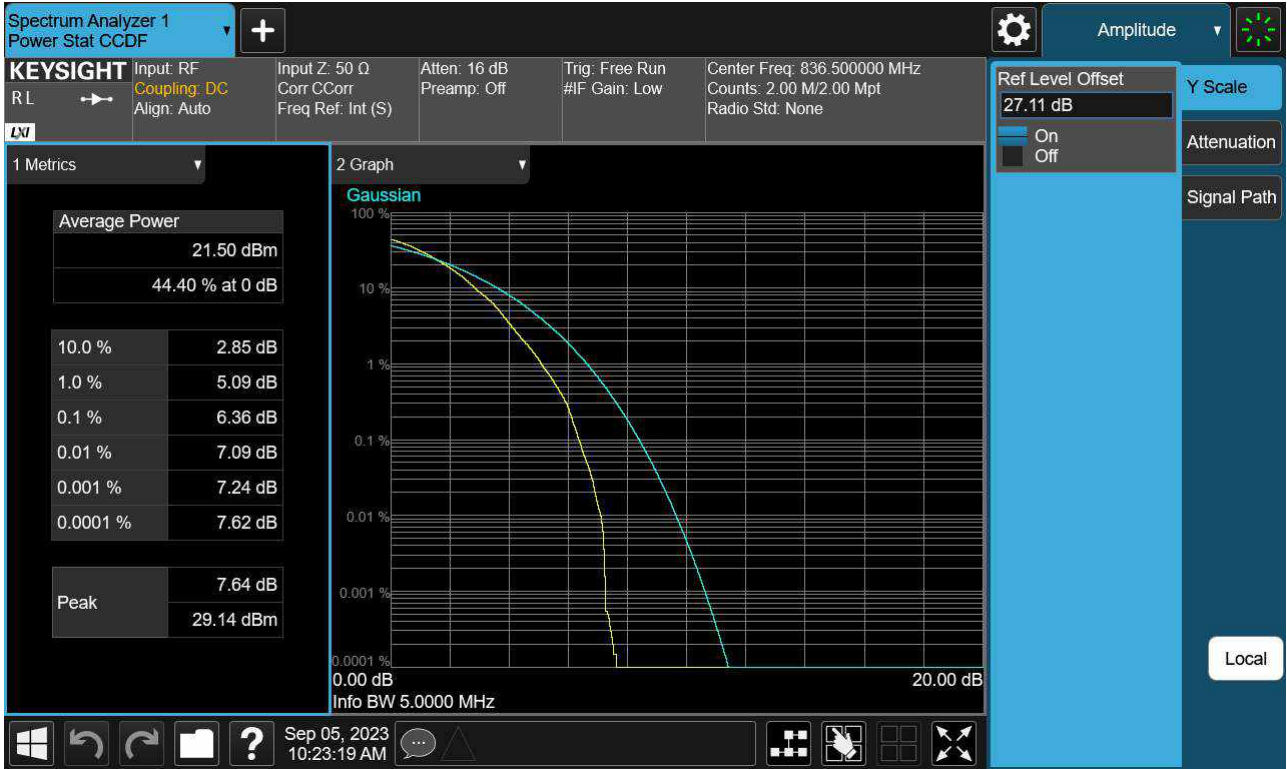 Spectrum Analyzer 1
Power Stat CCDF
▼
+
Amplitude
▼
KEYSIGHT
RL
LXI
Input: RF
Coupling: DC
Align: Auto
Input Z: 50 Ω
Corr CCorr
Freq Ref: Int (S)
Atten: 16 dB
Preamp: Off
Trig: Free Run
#IF Gain: Low
Center Freq: 836.500000 MHz
Counts: 2.00 M/2.00 Mpt
Radio Std: None
Ref Level Offset
27.11 dB
On
Off
Y Scale
Attenuation
Signal Path
Local
1 Metrics
▼
Average Power
21.50 dBm
44.40 % at 0 dB
10.0 % 2.85 dB
1.0 % 5.09 dB
0.1 % 6.36 dB
0.01 % 7.09 dB
0.001 % 7.24 dB
0.0001 % 7.62 dB
Peak
7.64 dB
29.14 dBm
2 Graph
▼
Gaussian
100 %
10 %
1 %
0.1 %
0.01 %
0.001 %
0.0001 %
0.00 dB 20.00 dB
Info BW 5.0000 MHz
?
Sep 05, 2023
10:23:19 AM